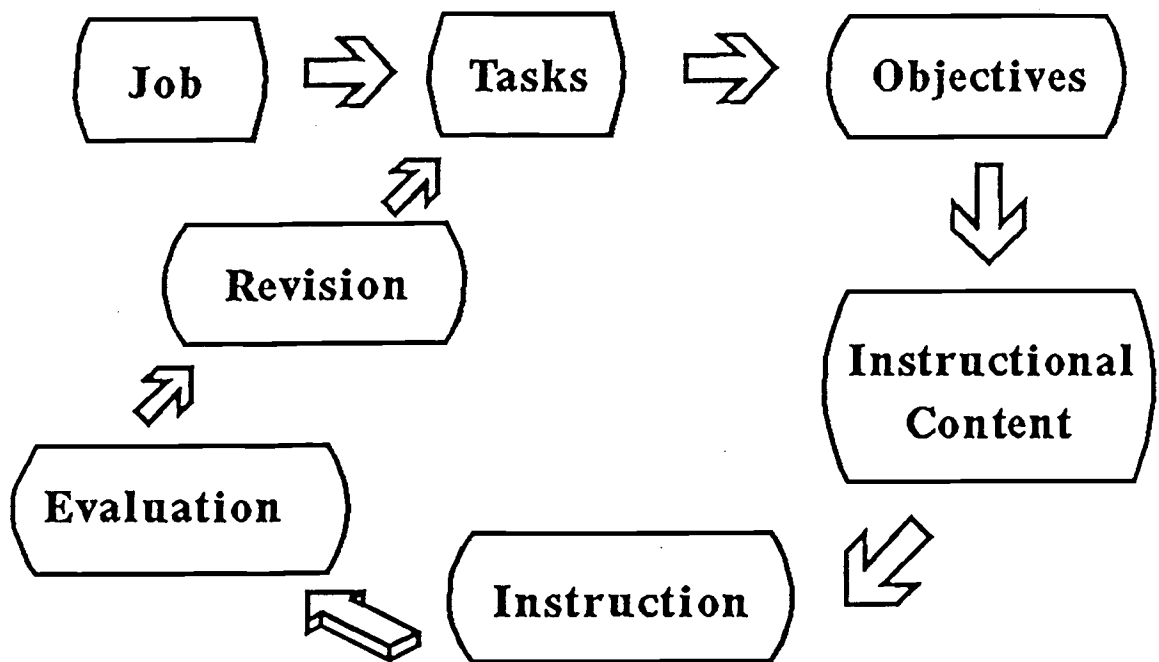 Job
Tasks
Objectives
Revision
Instructional
Content
Evaluation
Instruction